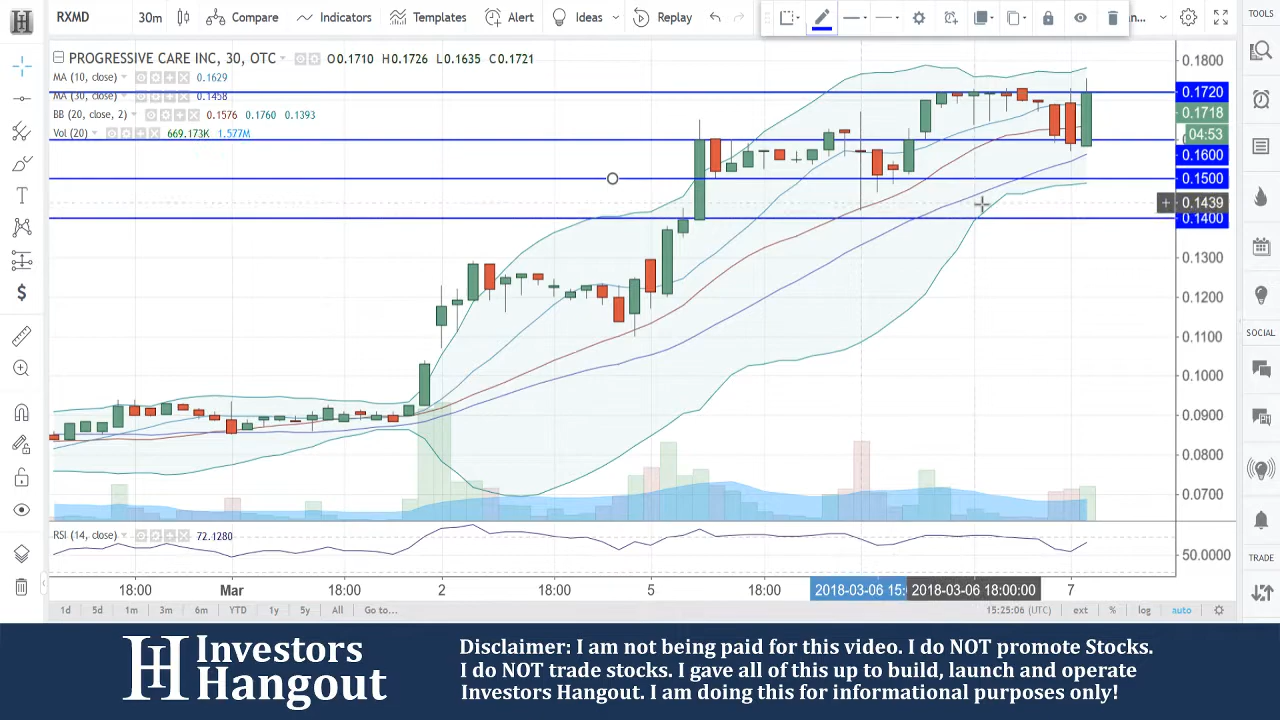 RXMD
30m
Compare
Indicators
Templates
Alert
Ideas
Replay
n...
TOOLS
PROGRESSIVE CARE INC, 30, OTC O0.1710 H0.1726 L0.1635 C0.1721
MA (10, close) 0.1629
MA (30, close) 0.1458
BB (20, close, 2) 0.1576 0.1760 0.1393
Vol (20) 669.173K 1.577M
0.1800
0.1720
0.1718
04:53
0.1600
0.1500
0.1439
0.1400
0.1300
0.1200
0.1100
0.1000
0.0900
0.0800
0.0700
SOCIAL
TRADE
RSI (14, close) 72.1280
50.0000
18:00 Mar 18:00 2 18:00 5 18:00 2018-03-06 15: 2018-03-06 18:00:00 7
1d 5d 1m 3m 6m YTD 1y 5y All Go to... 15:25:06 (UTC) ext % log auto
Investors
Hangout
Disclaimer: I am not being paid for this video. I do NOT promote Stocks.
I do NOT trade stocks. I gave all of this up to build, launch and operate
Investors Hangout. I am doing this for informational purposes only!